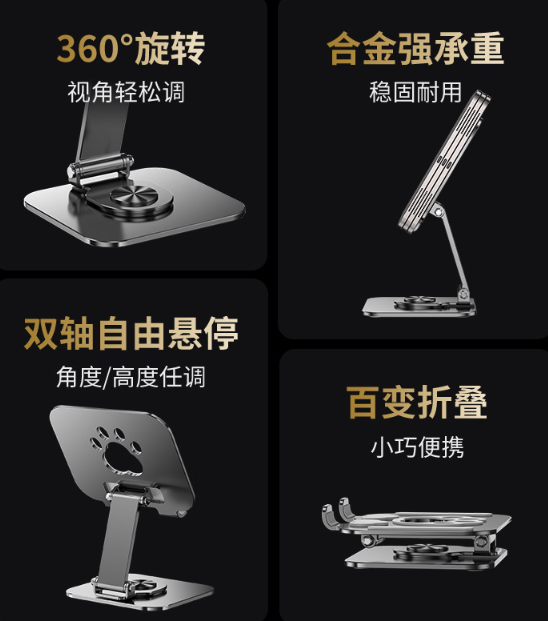 360°旋转
视角轻松调
合金强承重
稳固耐用
双轴自由悬停
角度/高度任调
百变折叠
小巧便携